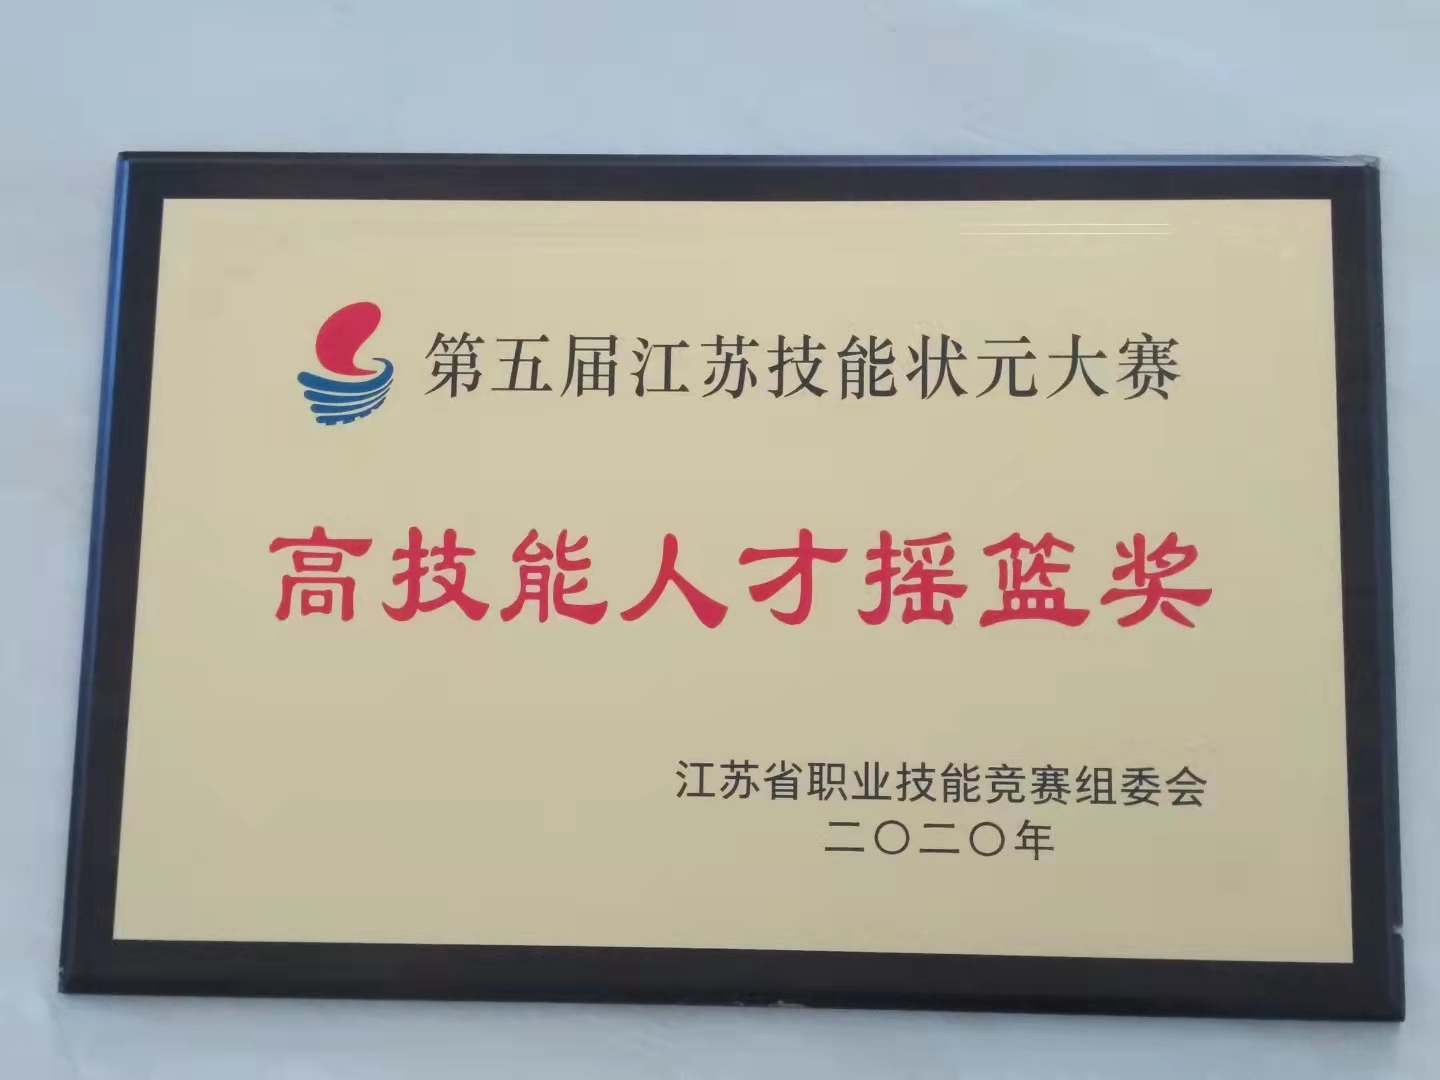 第五届江苏技能状元大赛
高技能人才摇篮奖
江苏省职业技能竞赛组委会
二〇二〇年